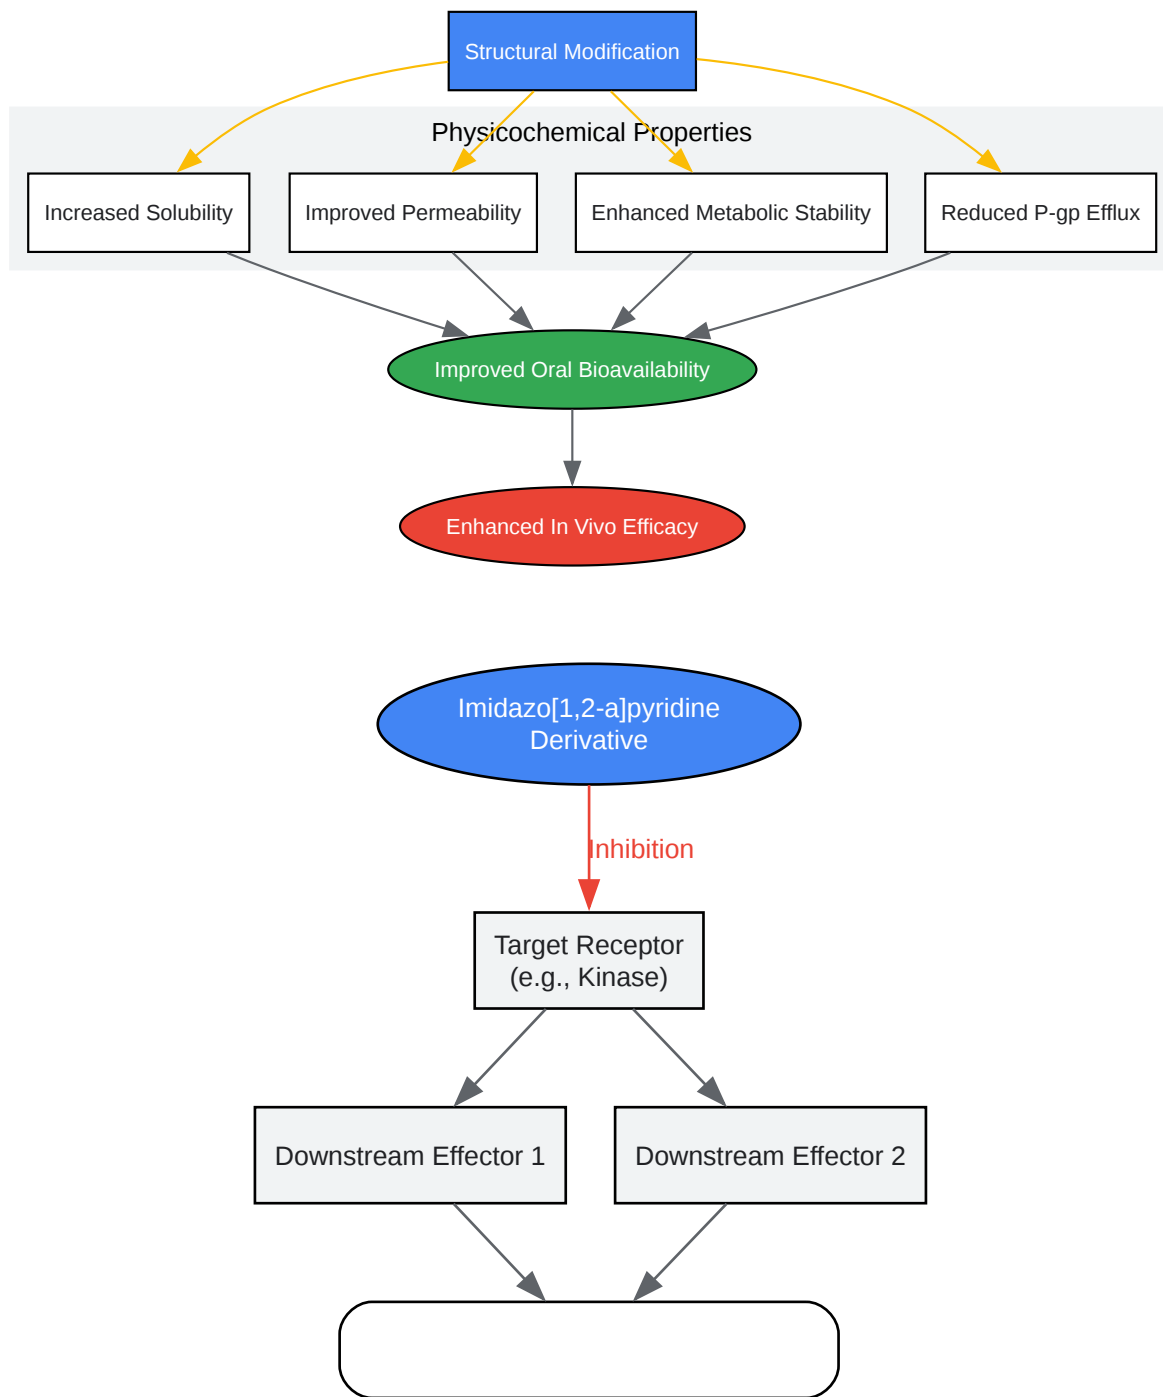 Structural Modification
Physicochemical Properties
Increased Solubility
Improved Permeability
Enhanced Metabolic Stability
Reduced P-gp Efflux
Improved Oral Bioavailability
Enhanced In Vivo Efficacy
Imidazo[1,2-a]pyridine
Derivative
Inhibition
Target Receptor
(e.g., Kinase)
Downstream Effector 1
Downstream Effector 2